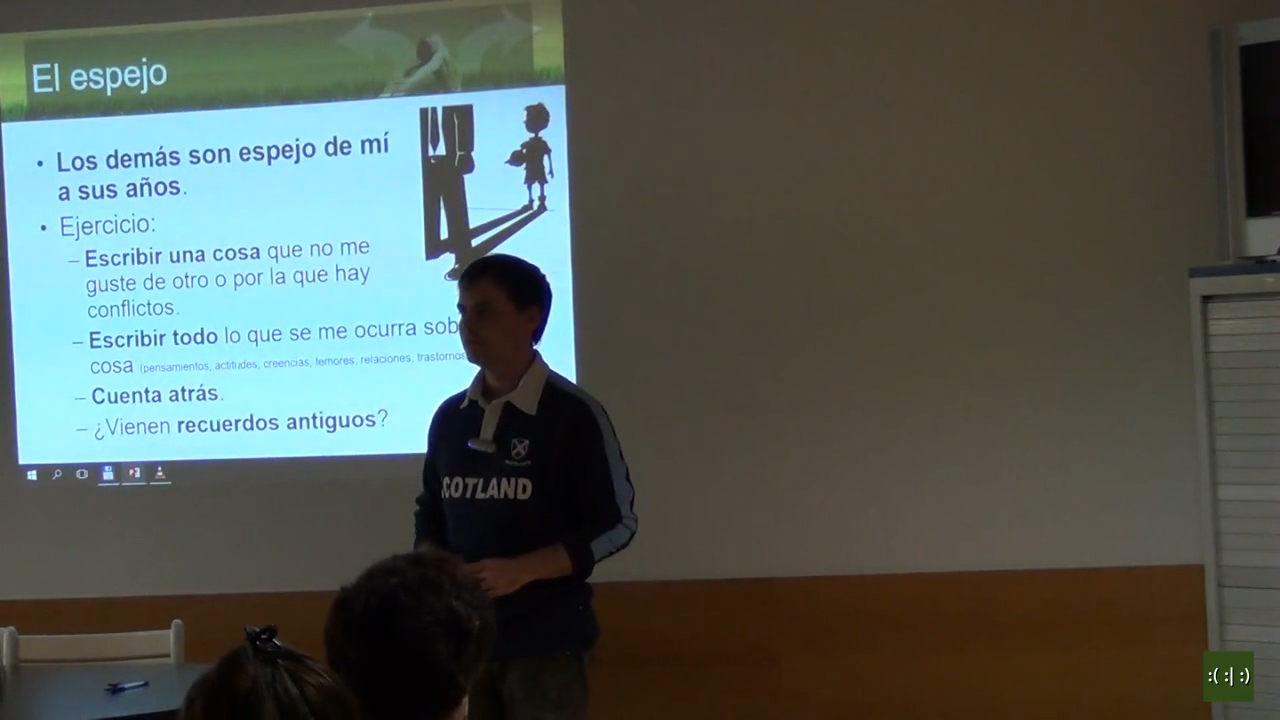 El espejo
• Los demás son espejo de mí
a sus años.
• Ejercicio:
– Escribir una cosa que no me
guste de otro o por la que hay
conflictos.
– Escribir todo lo que se me ocurra sob
cosa (pensamientos, actitudes, creencias, temores, relaciones, trastornos
– Cuenta atrás.
– ¿Vienen recuerdos antiguos?
COTLAND
:( :| :)